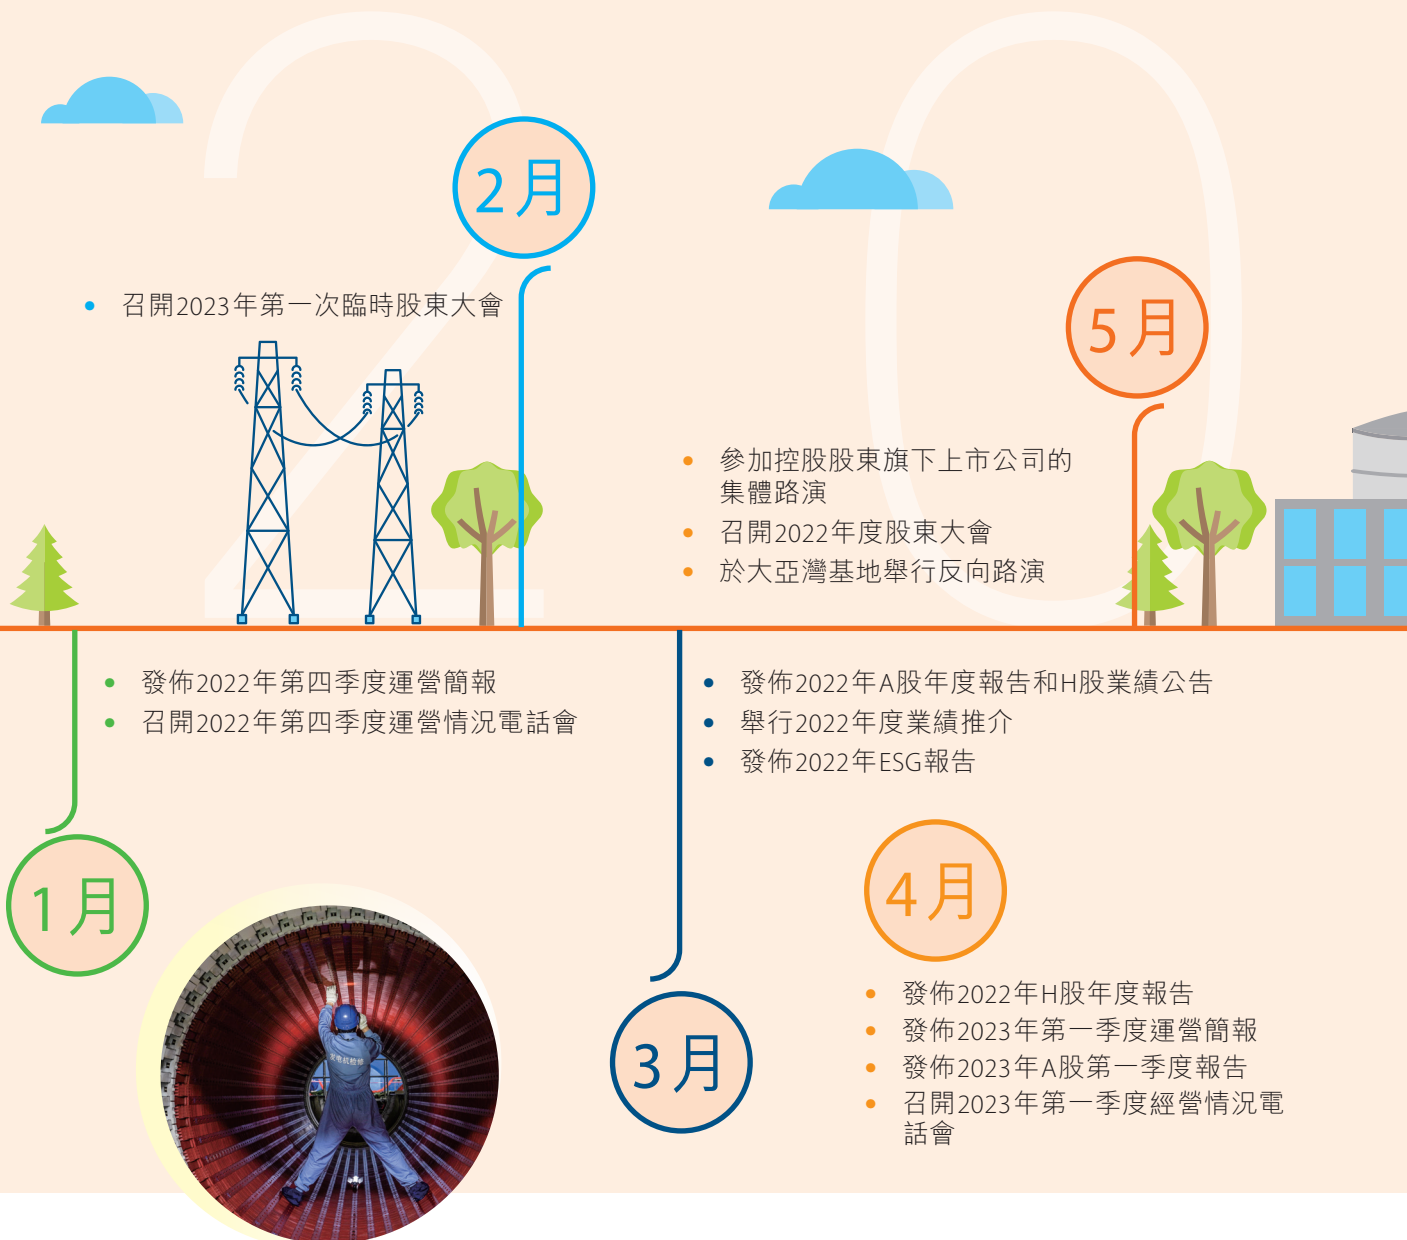 2月
• 召開2023年第一次臨時股東大會
5月
• 參加控股股東旗下上市公司的
集體路演
• 召開2022年度股東大會
• 於大亞灣基地舉行反向路演
• 發佈2022年第四季度運營簡報
• 召開2022年第四季度運營情況電話會
1月
• 發佈2022年A股年度報告和H股業績公告
• 舉行2022年度業績推介
• 發佈2022年ESG報告
3月
4月
• 發佈2022年H股年度報告
• 發佈2023年第一季度運營簡報
• 發佈2023年A股第一季度報告
• 召開2023年第一季度經營情況電
話會
20